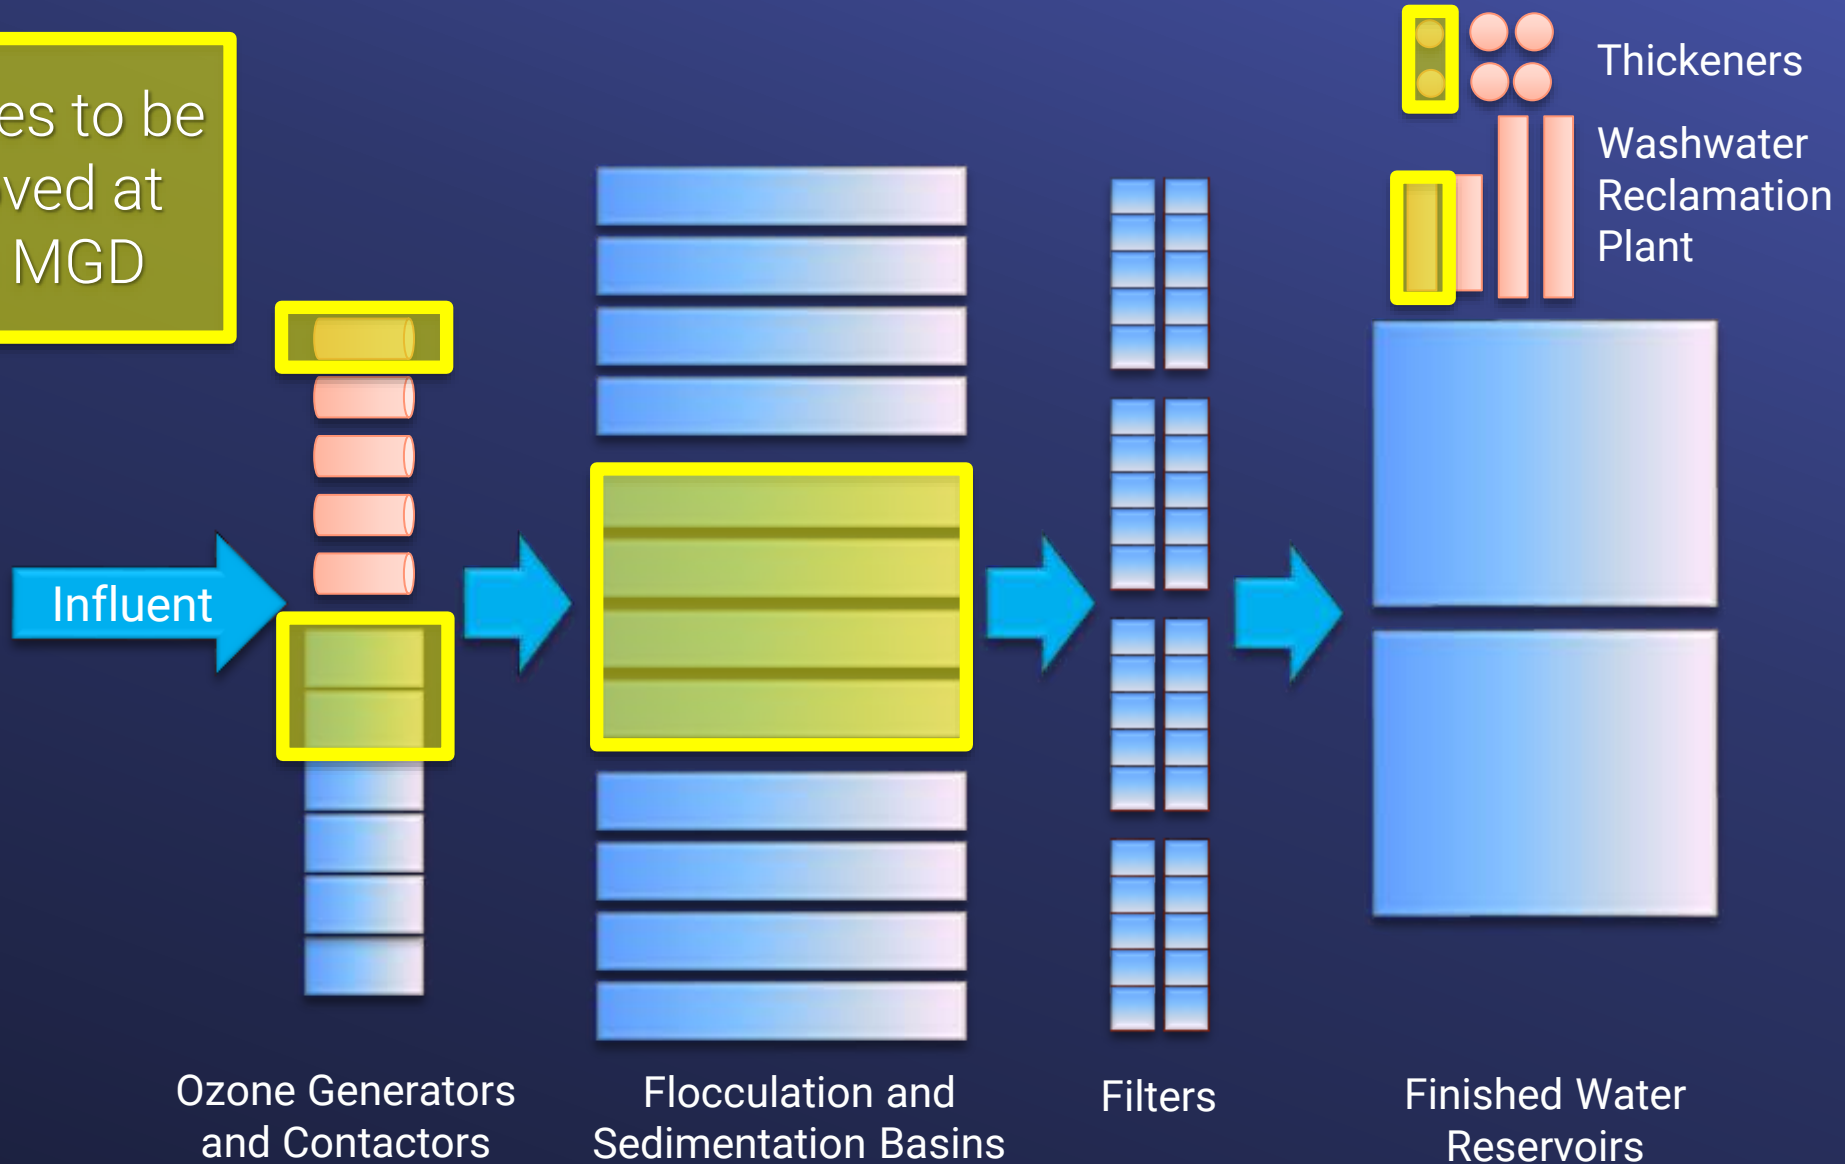 es to be
ved at
MGD
Thickeners
Washwater
Reclamation
Plant
Influent
Ozone Generators
and Contactors
Flocculation and
Sedimentation Basins
Filters
Finished Water
Reservoirs